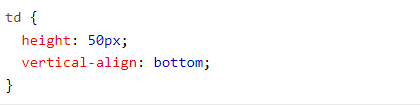 td {
  height: 50px;
  vertical-align: bottom;
}